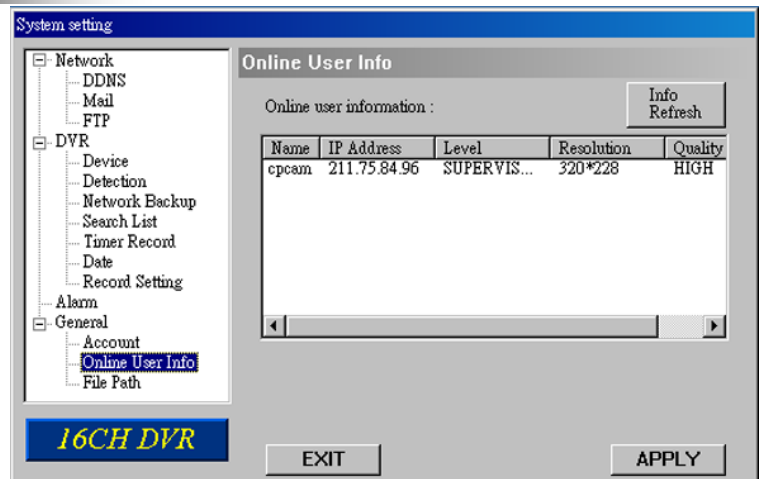 System setting
Network
DDNS
Mail
FTP
DVR
Device
Detection
Network Backup
Search List
Timer Record
Date
Record Setting
Alarm
General
Account
Online User Info
File Path
16CH DVR
Online User Info
Online user information :
Info
Refresh
Name IP Address Level Resolution Quality
cpcam 211.75.84.96 SUPERVIS... 320*228 HIGH
EXIT
APPLY